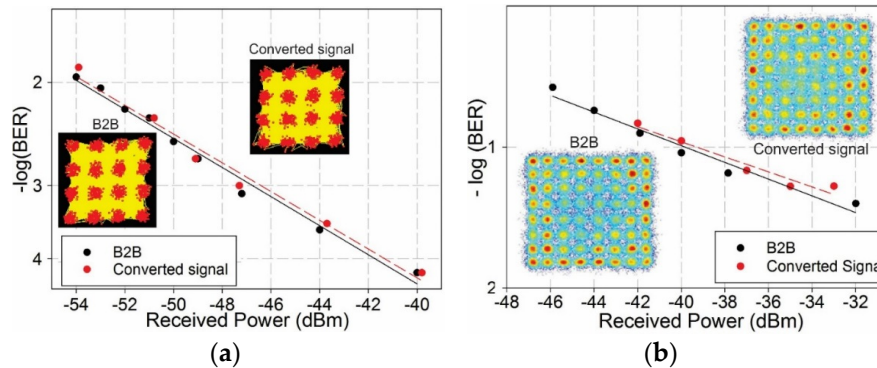 (a)
-log(BER)
2
3
4
-54 -52 -50 -48 -46 -44 -42 -40
Received Power (dBm)
B2B
Converted signal
B2B
Converted signal
(b)
- log (BER)
1
2
-48 -46 -44 -42 -40 -38 -36 -34 -32
Received Power (dBm)
B2B
Converted signal
B2B
Converted Signa
(a)
(b)